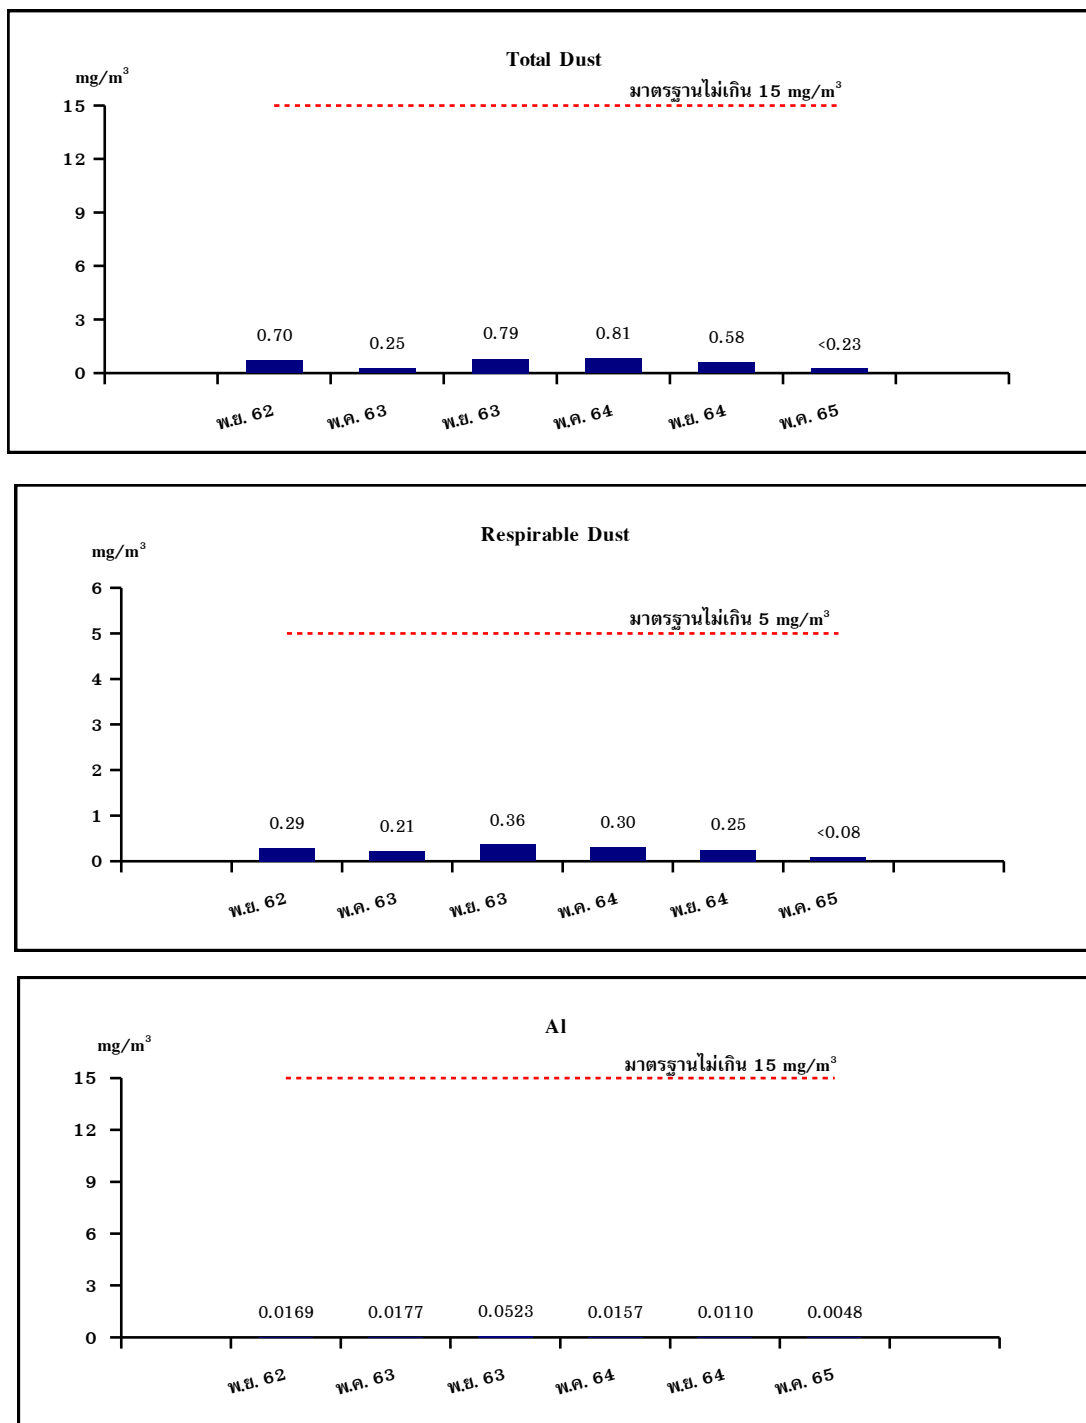 Total Dust
mg/m³
มาตรฐานไม่เกิน 15 mg/m³
15
12
9
6
3
0
0.70 0.25 0.79 0.81 0.58 <0.23
พ.ย. 62 พ.ค. 63 พ.ย. 63 พ.ค. 64 พ.ย. 64 พ.ค. 65
Respirable Dust
mg/m³
6
มาตรฐานไม่เกิน 5 mg/m³
5
4
3
2
1
0
0.29 0.21 0.36 0.30 0.25 <0.08
พ.ย. 62 พ.ค. 63 พ.ย. 63 พ.ค. 64 พ.ย. 64 พ.ค. 65
Al
mg/m³
มาตรฐานไม่เกิน 15 mg/m³
15
12
9
6
3
0
0.0169 0.0177 0.0523 0.0157 0.0110 0.0048
พ.ย. 62 พ.ค. 63 พ.ย. 63 พ.ค. 64 พ.ย. 64 พ.ค. 65